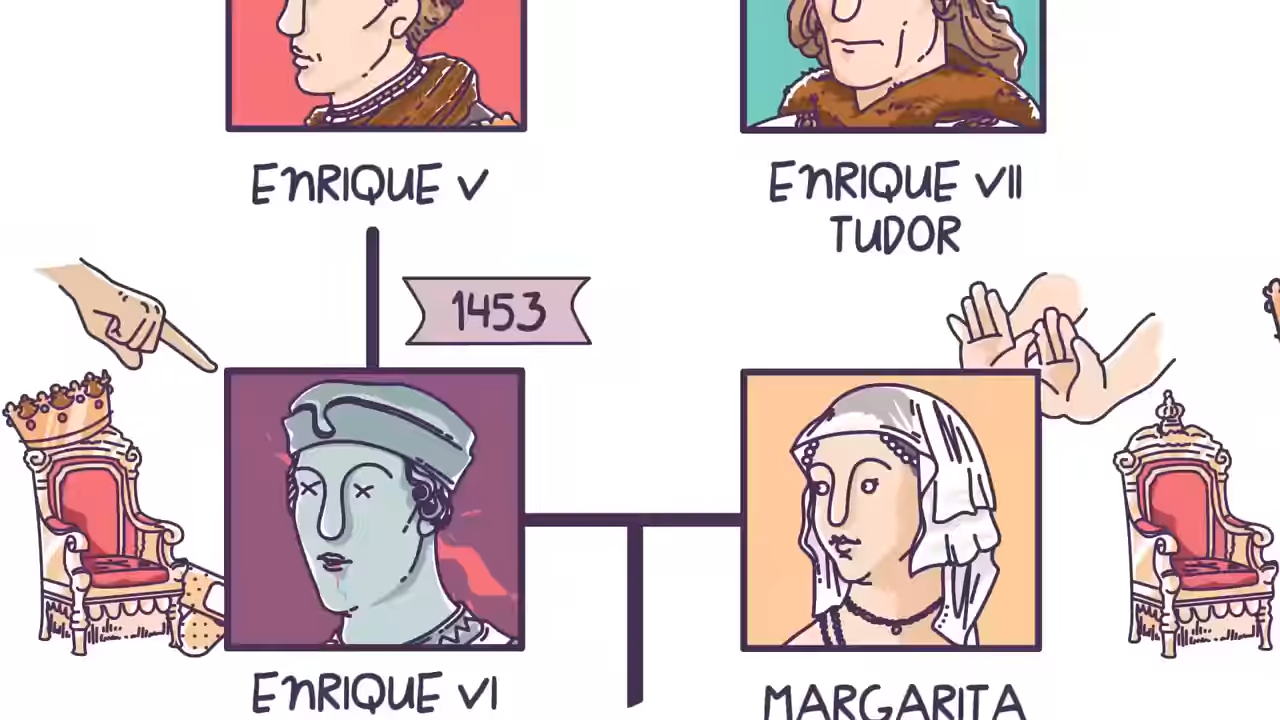 ENRIQUE V
ENRIQUE VII
TUDOR
1453
ENRIQUE VI
MARGARITA